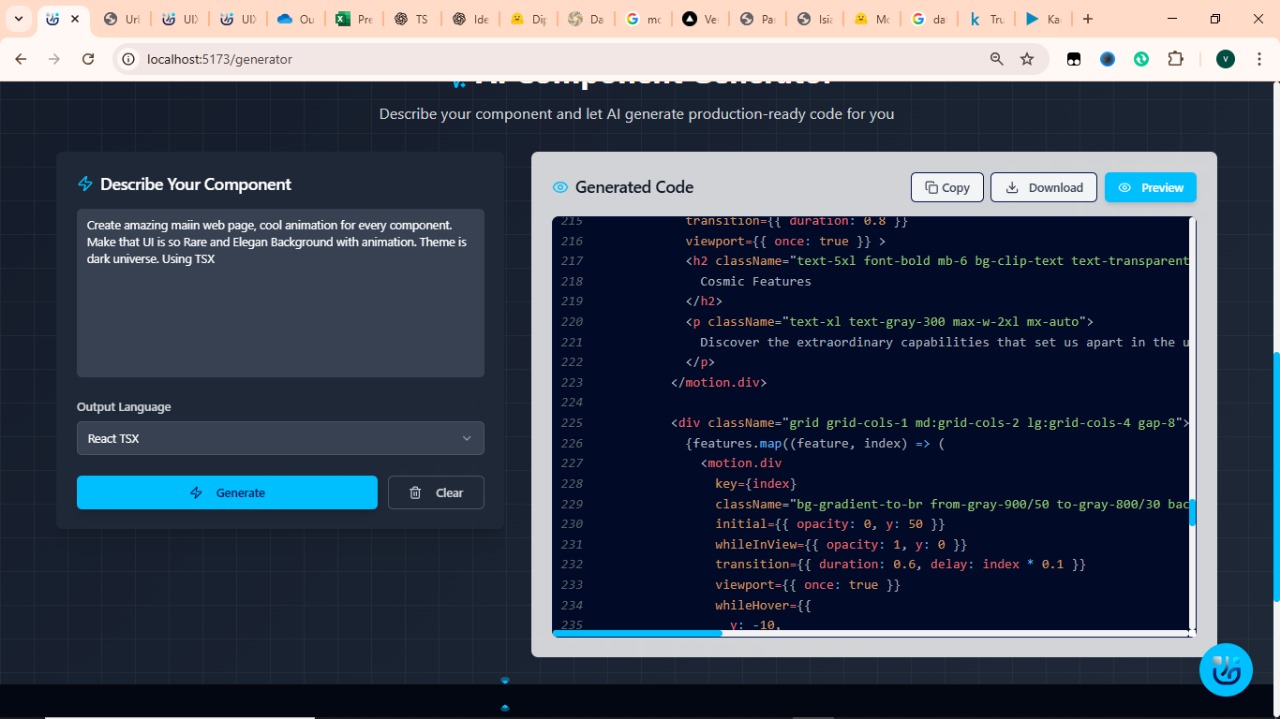 Url
UI
UI
Ou
Pre
TS
Ide
Dip
Da
mo
Ve
Pa
Isia
Mo
da
Tru
Ka
localhost:5173/generator
V
AI Component Generator
Describe your component and let AI generate production-ready code for you
Describe Your Component
Create amazing maiin web page, cool animation for every component.
Make that UI is so Rare and Elegan Background with animation. Theme is
dark universe. Using TSX
Output Language
React TSX
Generate
Clear
Generated Code
Copy
Download
Preview
215 transition={{ duration: 0.8 }}
216 viewport={{ once: true }} >
217 <h2 className="text-5xl font-bold mb-6 bg-clip-text text-transparent
218 Cosmic Features
219 </h2>
220 <p className="text-xl text-gray-300 max-w-2xl mx-auto">
221 Discover the extraordinary capabilities that set us apart in the u
222 </p>
223 </motion.div>
224
225 <div className="grid grid-cols-1 md:grid-cols-2 lg:grid-cols-4 gap-8">
226 {features.map((feature, index) => (
227 <motion.div
228 key={index}
229 className="bg-gradient-to-br from-gray-900/50 to-gray-800/30 bac
230 initial={{ opacity: 0, y: 50 }}
231 whileInView={{ opacity: 1, y: 0 }}
232 transition={{ duration: 0.6, delay: index * 0.1 }}
233 viewport={{ once: true }}
234 whileHover={{
235 y: -10,